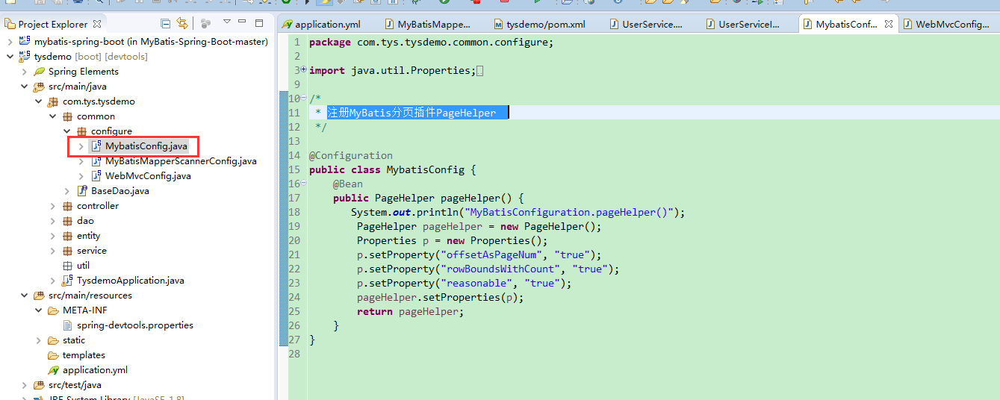 Project Explorer
mybatis-spring-boot (in MyBatis-Spring-Boot-master)
tysdemo [boot] [devtools]
Spring Elements
src/main/java
com.tys.tysdemo
common
configure
MybatisConfig.java
MyBatisMapperScannerConfig.java
WebMvcConfig.java
BaseDao.java
controller
dao
entity
service
util
TysdemoApplication.java
src/main/resources
META-INF
spring-devtools.properties
static
templates
application.yml
src/test/java
JRE System Library [JavaSE-1.8]
application.yml
MyBatisMappe...
tysdemo/pom.xml
UserService....
UserServiceI...
MybatisConf...
WebMvcConfig...
1 package com.tys.tysdemo.common.configure;
2
3 import java.util.Properties;
9
10 /*
11 * 注册MyBatis分页插件PageHelper
12 */
13
14 @Configuration
15 public class MybatisConfig {
16 @Bean
17 public PageHelper pageHelper() {
18 System.out.println("MyBatisConfiguration.pageHelper()");
19 PageHelper pageHelper = new PageHelper();
20 Properties p = new Properties();
21 p.setProperty("offsetAsPageNum", "true");
22 p.setProperty("rowBoundsWithCount", "true");
23 p.setProperty("reasonable", "true");
24 pageHelper.setProperties(p);
25 return pageHelper;
26 }
27 }
28